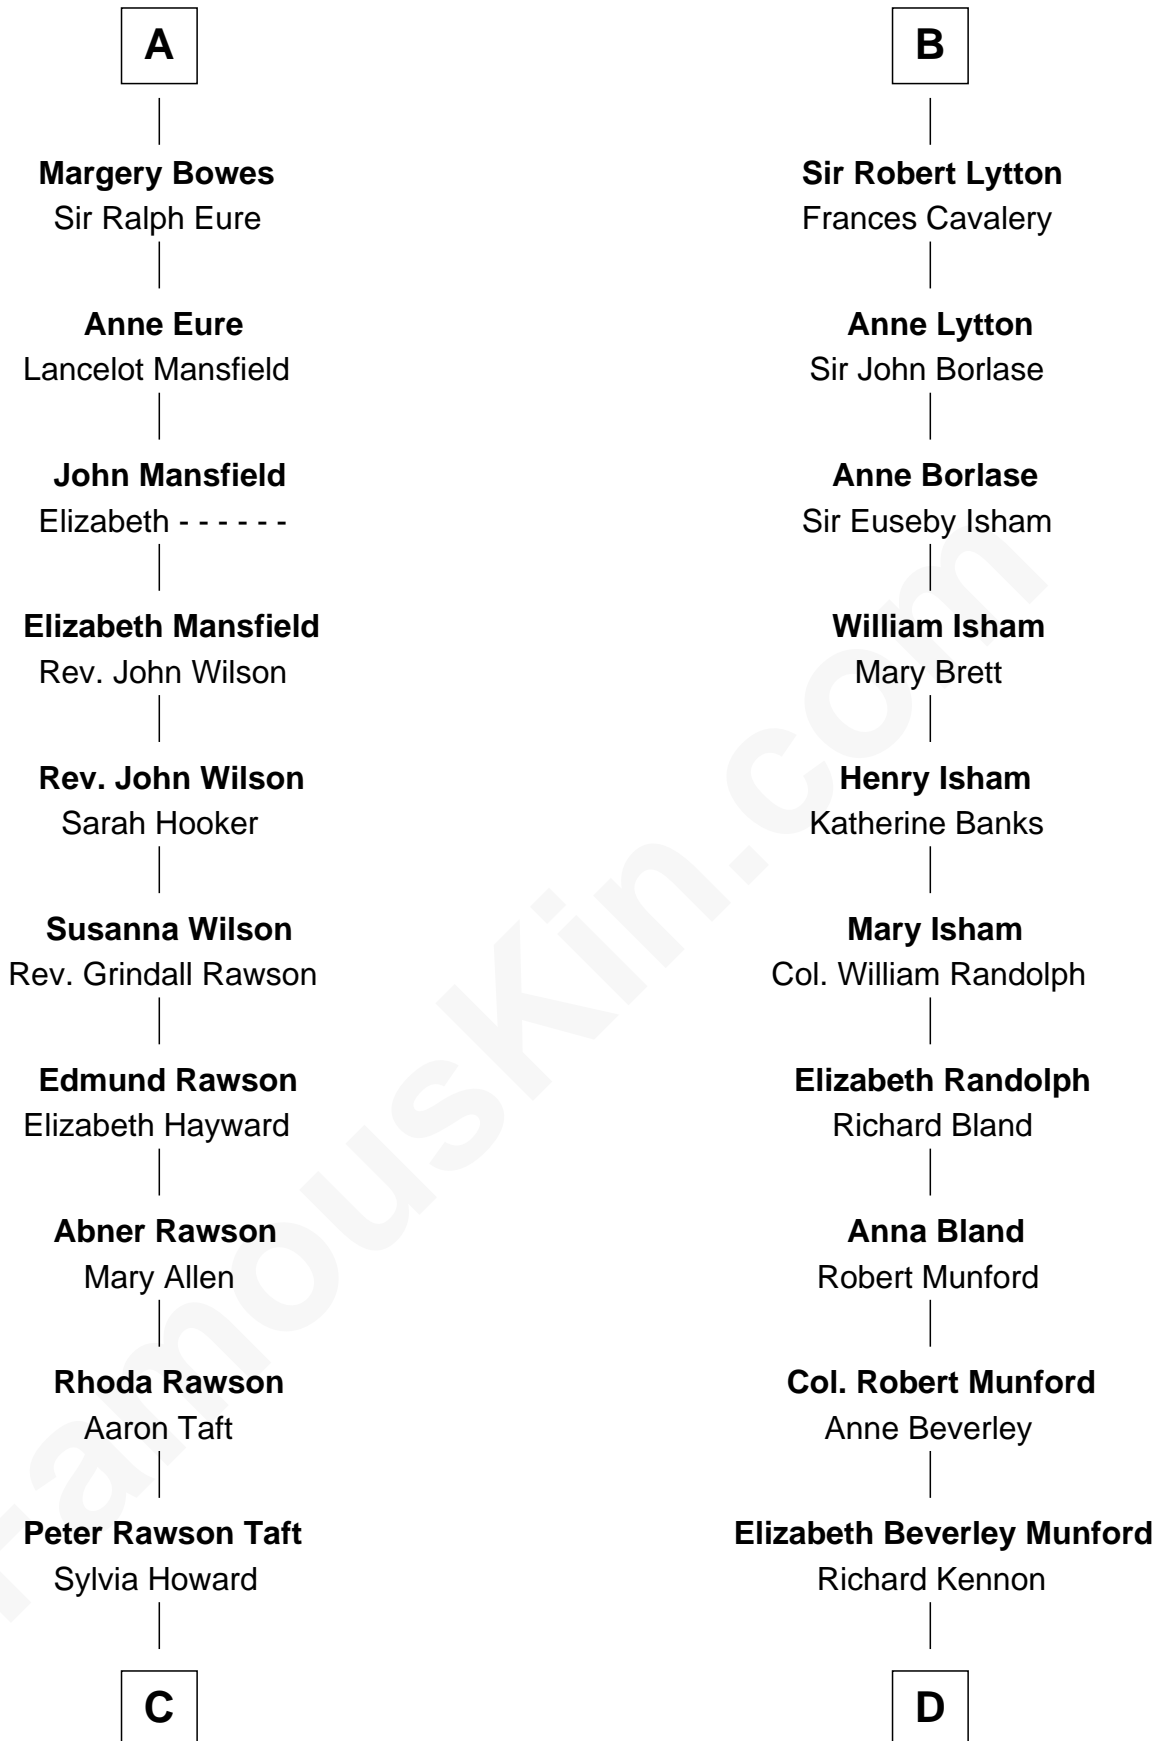 A
Margery Bowes
Sir Ralph Eure
Anne Eure
Lancelot Mansfield
John Mansfield
Elizabeth - - - - - -
Elizabeth Mansfield
Rev. John Wilson
Rev. John Wilson
Sarah Hooker
Susanna Wilson
Rev. Grindall Rawson
Edmund Rawson
Elizabeth Hayward
Abner Rawson
Mary Allen
Rhoda Rawson
Aaron Taft
Peter Rawson Taft
Sylvia Howard
C
B
Sir Robert Lytton
Frances Cavalery
Anne Lytton
Sir John Borlase
Anne Borlase
Sir Euseby Isham
William Isham
Mary Brett
Henry Isham
Katherine Banks
Mary Isham
Col. William Randolph
Elizabeth Randolph
Richard Bland
Anna Bland
Robert Munford
Col. Robert Munford
Anne Beverley
Elizabeth Beverley Munford
Richard Kennon
D
FamousKin.com